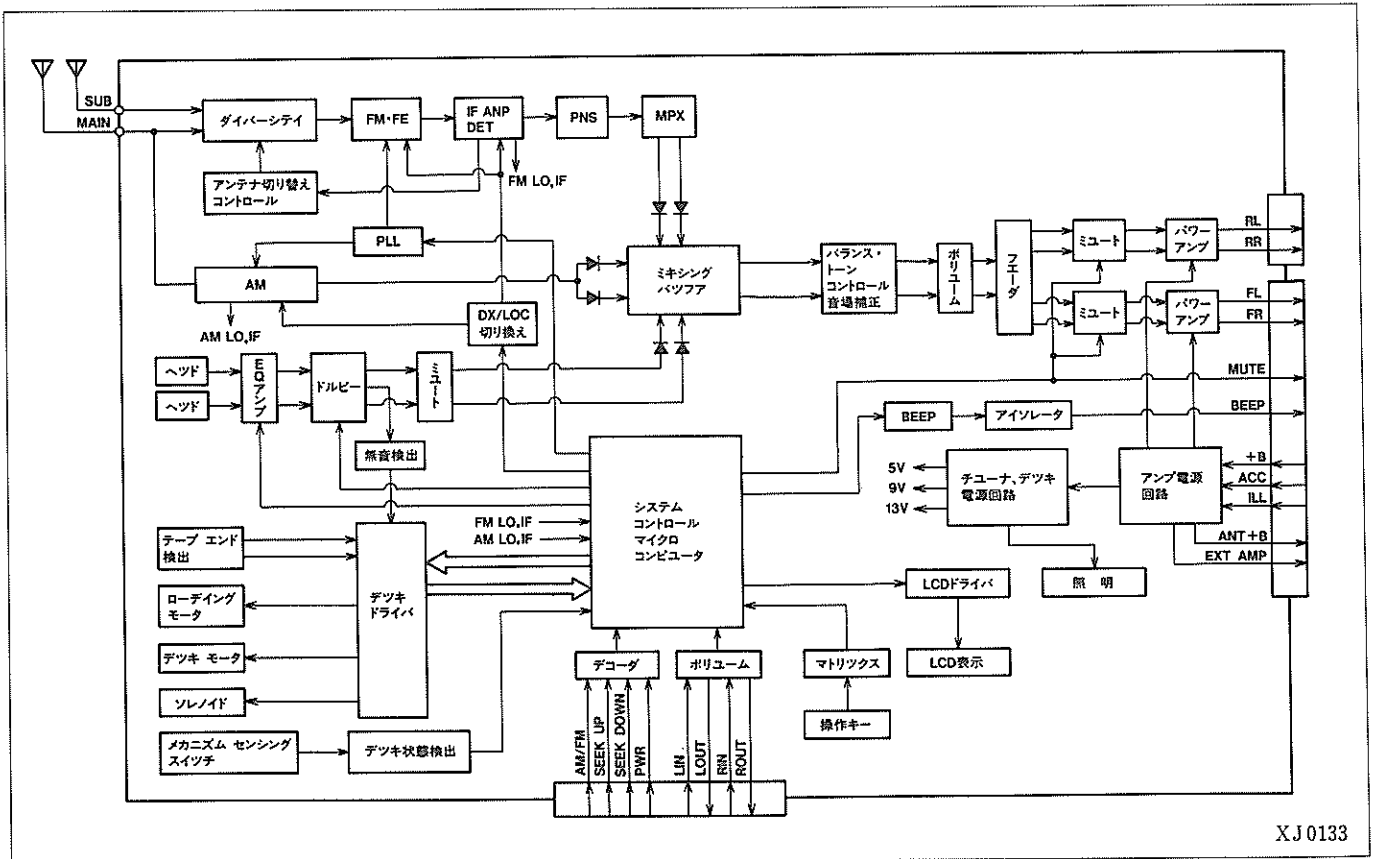 SUB
MAIN
ダイバーシテイ
FM・FE
IF ANP
DET
PNS
MPX
FM LO,IF
アンテナ切り替え
コントロール
PLL
AM
AM LO,IF
DX/LOC
切り換え
ミキシング
バツフア
バランス・
トーン
コントロール
音場補正
ボリユーム
フエーダ
ミユート
パワー
アンプ
RL
RR
ミユート
パワー
アンプ
FL
FR
ヘツド
ヘツド
EQアンプ
ドルビー
ミュート
無音検出
MUTE
BEEP
アイソレータ
BEEP
5V
9V
13V
チユーナ、デツキ
電源回路
アンプ電源
回路
+B
ACC
ILL
ANT+B
EXT AMP
照 明
システム
コントロール
マイクロ
コンピユータ
FM LO,IF
AM LO,IF
テープ エンド
検出
ローデイング
モータ
デツキ モータ
ソレノイド
デツキ
ドライバ
メカニズム センシング
スイツチ
デツキ状態検出
LCDドライバ
LCD表示
デコーダ
ボリユーム
マトリツクス
操作キー
AM/FM
SEEK UP
SEEK DOWN
PWR
LIN
LOUT
RIN
ROUT
XJ0133